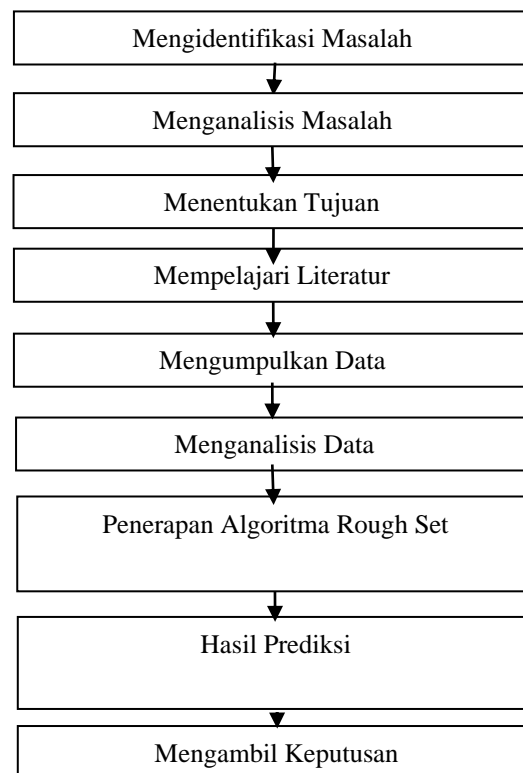 Mengidentifikasi Masalah
Menganalisis Masalah
Menentukan Tujuan
Mempelajari Literatur
Mengumpulkan Data
Menganalisis Data
Penerapan Algoritma Rough Set
Hasil Prediksi
Mengambil Keputusan